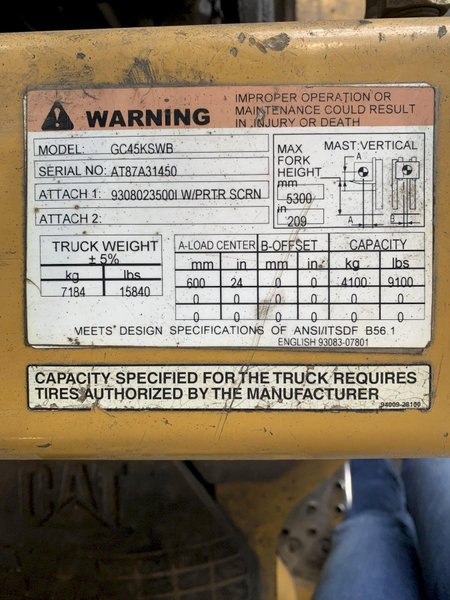 WARNING
IMPROPER OPERATION OR
MAINTENANCE COULD RESULT
IN INJURY OR DEATH
MODEL: GC45KSWB
SERIAL NO: AT87A31450
ATTACH 1: 9308023500I W/PRTR SCRN
ATTACH 2:
MAX
FORK
HEIGHT
mm
5300
in
209
MAST:VERTICAL
A
A B
TRUCK WEIGHT
± 5%
kg lbs
7184 15840
A-LOAD CENTER B-OFFSET CAPACITY
mm in mm in kg lbs
600 24 0 0 4100 9100
0 0 0 0 0 0
0 0 0 0 0 0
MEETS DESIGN SPECIFICATIONS OF ANSI/ITSDF B56.1
ENGLISH 93083-07801
CAPACITY SPECIFIED FOR THE TRUCK REQUIRES
TIRES AUTHORIZED BY THE MANUFACTURER
CAT